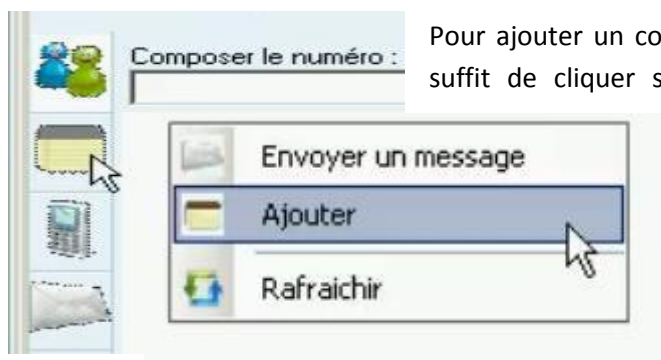 Pour ajouter un co
suffit de cliquer s
Composer le numéro :
Envoyer un message
Ajouter
Rafraichir